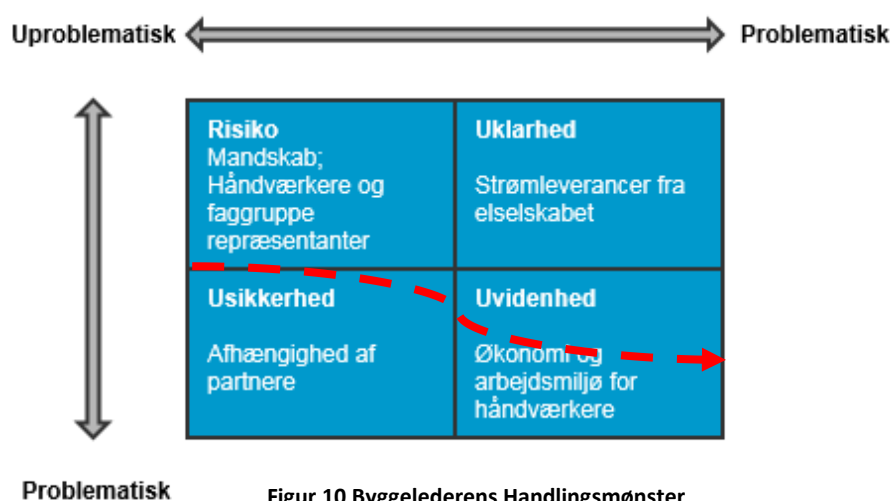 Uproblematisk
Problematisk
Risiko
Mandskab;
Håndværkere og
faggruppe
repræsentanter
Uklarhed
Strømleverancer fra
elselskabet
Usikkerhed
Afhængighed af
partnere
Uvidenhed
Økonomi og
arbejdsmiljø for
håndværkere
Problematisk
Figur 10 Byggelederens Handlingsmønster